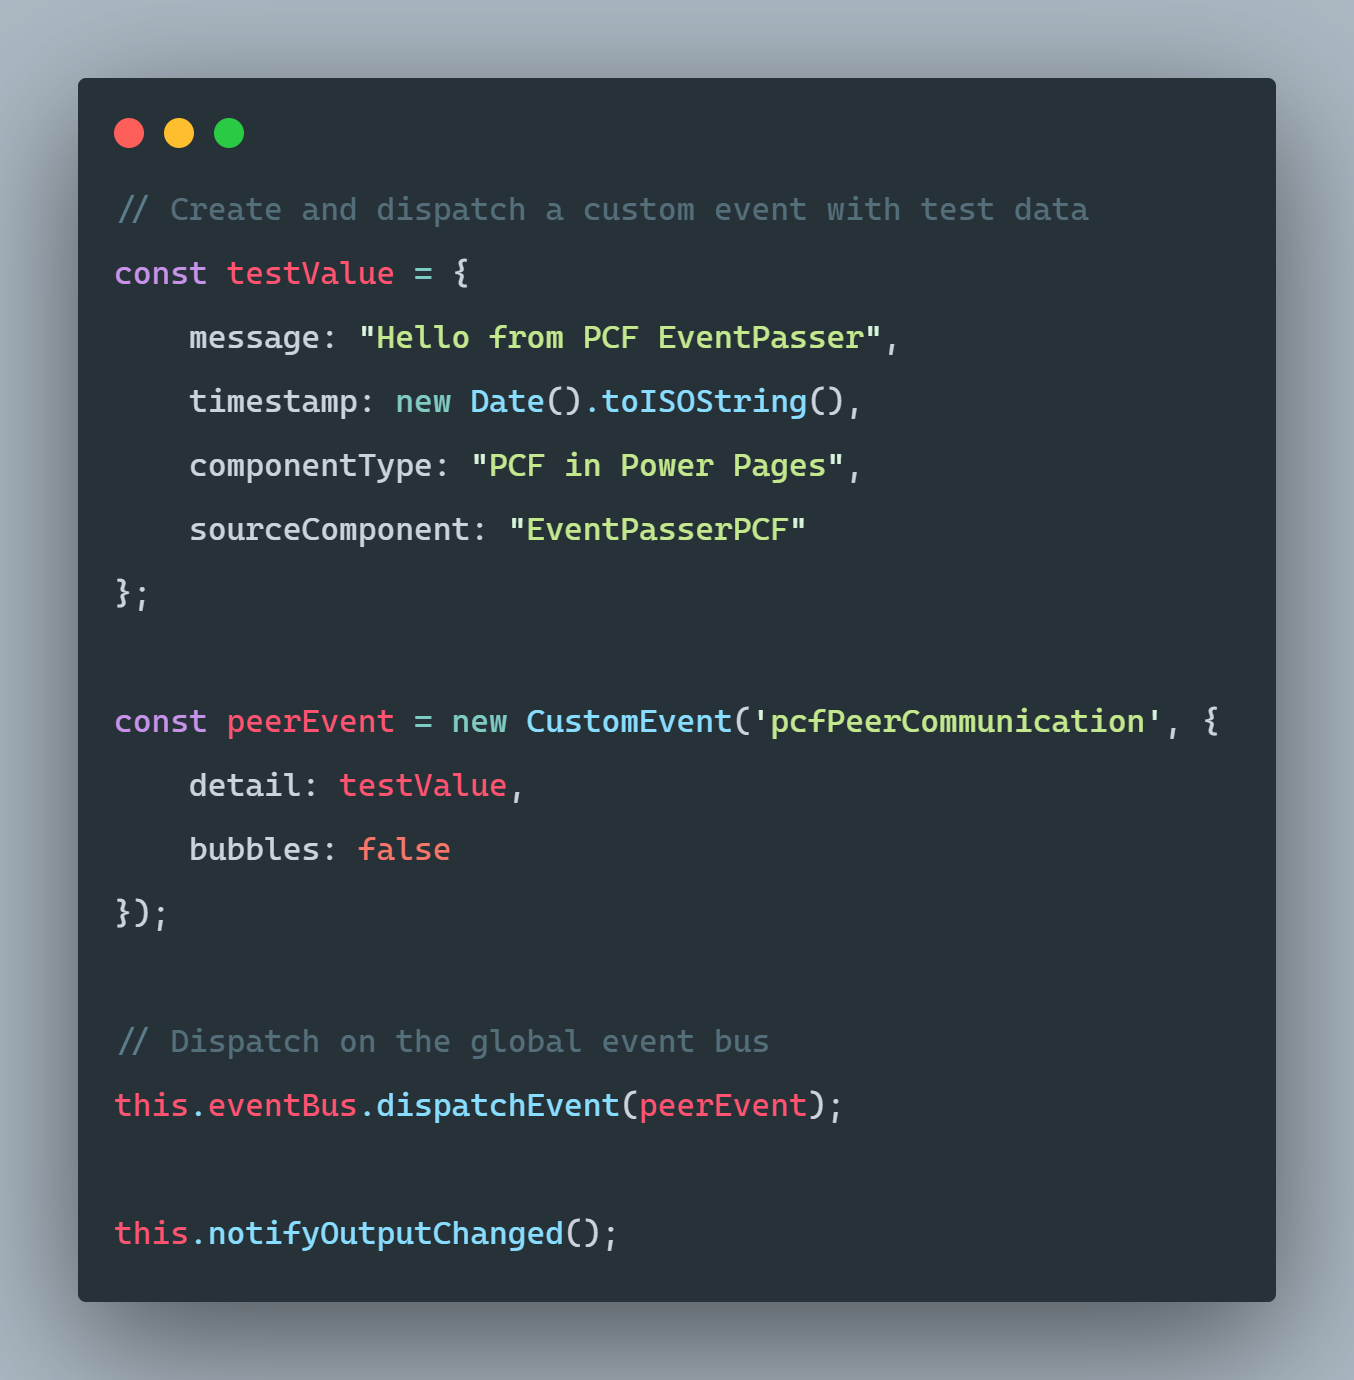 // Create and dispatch a custom event with test data
const testValue = {
    message: "Hello from PCF EventPasser",
    timestamp: new Date().toISOString(),
    componentType: "PCF in Power Pages",
    sourceComponent: "EventPasserPCF"
};

const peerEvent = new CustomEvent('pcfPeerCommunication', {
    detail: testValue,
    bubbles: false
});

// Dispatch on the global event bus
this.eventBus.dispatchEvent(peerEvent);

this.notifyOutputChanged();